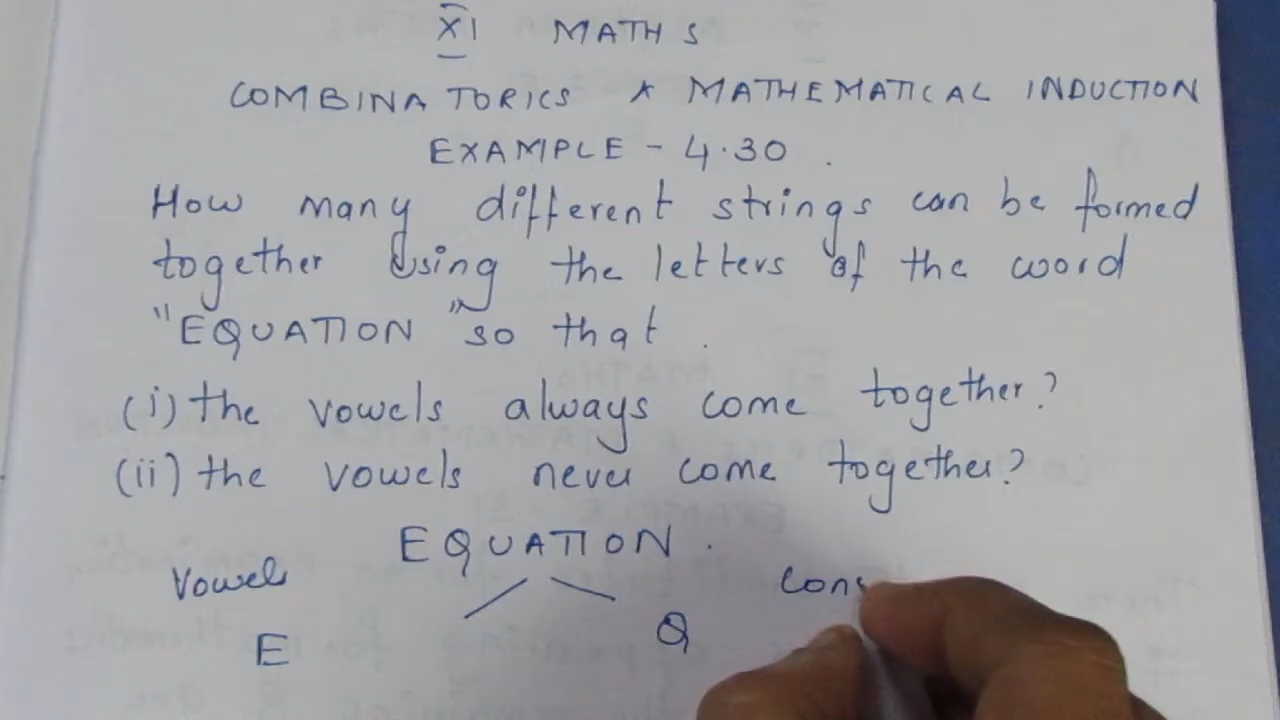 XI MATHS
COMBINATORICS & MATHEMATICAL INDUCTION
EXAMPLE - 4.30.
How many different strings can be formed
together using the letters of the word
"EQUATION" so that.
(i) the vowels always come together?
(ii) the vowels never come together?
EQUATION.
Vowels Cons
E Q